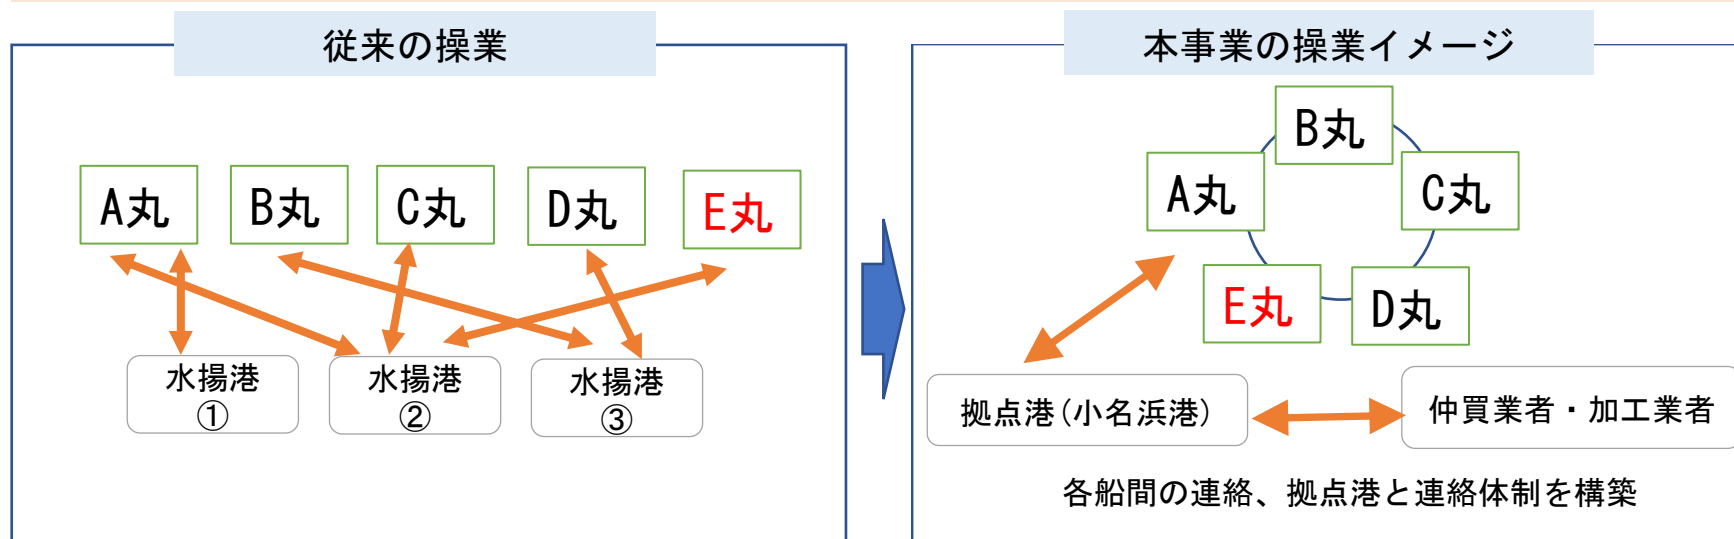 従来の操業
A丸
B丸
C丸
D丸
E丸
水揚港
①
水揚港
②
水揚港
③
本事業の操業イメージ
B丸
A丸
C丸
E丸
D丸
拠点港(小名浜港)
仲買業者・加工業者
各船間の連絡、拠点港と連絡体制を構築